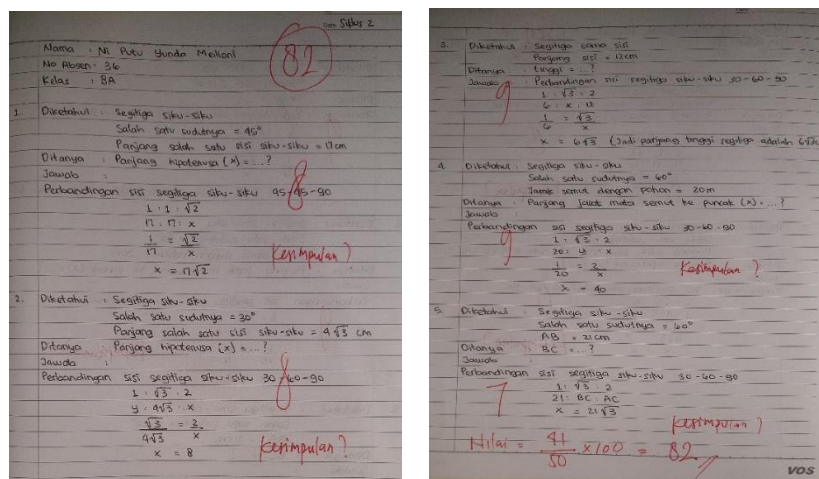 Siklus 2
Nama : Ni Putu Yunda Meiliani
No Absen : 36
Kelas : 8A
82
1. Diketahui : Segitiga siku-siku
Salah satu sudutnya = 45°
Panjang salah satu sisi siku-siku = 17 cm
Ditanya : Panjang hipotenusa (x) = ...?
Jawab :
Perbandingan sisi segitiga siku-siku 45-45-90
8
1 : 1 : √2
17 : 17 : x
1/17 = √2/x
x = 17√2
Kesimpulan ?
2. Diketahui : Segitiga siku-siku
Salah satu sudutnya = 30°
Panjang salah satu sisi siku-siku = 4√3 cm
Ditanya : Panjang hipotenusa (x) = ...?
Jawab :
Perbandingan sisi segitiga siku-siku 30-60-90
8
1 : √3 : 2
y : 4√3 : x
√3/4√3 = 2/x
x = 8
Kesimpulan ?
3. Diketahui : Segitiga sama sisi
Panjang sisi = 12cm
Ditanya : tinggi = ...?
Jawab : Perbandingan sisi segitiga siku-siku 30-60-90
9
1 : √3 : 2
6 : x : 12
1/6 = √3/x
x = 6√3 (Jadi panjang tinggi segitiga adalah 6√3
4. Diketahui : Segitiga siku-siku
Salah satu sudutnya = 60°
Jarak semut dengan pohon = 20m
Ditanya : Panjang jarak mata semut ke puncak (x) = ...?
Jawab :
Perbandingan sisi segitiga siku-siku 30-60-90
9
1 : √3 : 2
20 : y : x
1/20 = 2/x
x = 40
Kesimpulan ?
5. Diketahui : Segitiga siku-siku
Salah satu sudutnya = 60°
AB = 21cm
Ditanya : BC = ...?
Jawab :
Perbandingan sisi segitiga siku-siku 30-60-90
7
1 : √3 : 2
21 : BC : AC
x = 21√3
Kesimpulan ?
Nilai = 41/50 x 100 = 82
VOS